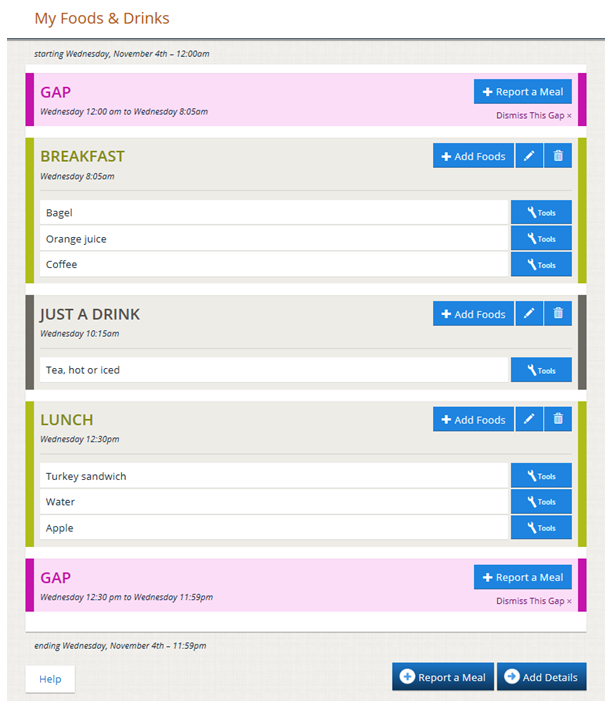 My Foods & Drinks
starting Wednesday, November 4th – 12:00am
GAP
+ Report a Meal
Wednesday 12:00 am to Wednesday 8:05am
Dismiss This Gap ×
BREAKFAST
+ Add Foods
Wednesday 8:05am
Bagel
Tools
Orange juice
Tools
Coffee
Tools
JUST A DRINK
+ Add Foods
Wednesday 10:15am
Tea, hot or iced
Tools
LUNCH
+ Add Foods
Wednesday 12:30pm
Turkey sandwich
Tools
Water
Tools
Apple
Tools
GAP
+ Report a Meal
Wednesday 12:30 pm to Wednesday 11:59pm
Dismiss This Gap ×
ending Wednesday, November 4th – 11:59pm
Help
Report a Meal
Add Details